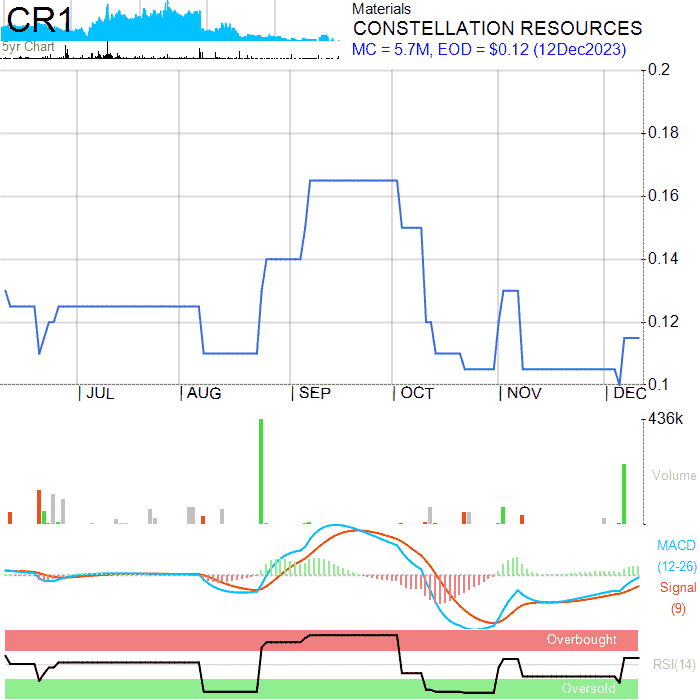 CR1
5yr Chart
Materials
CONSTELLATION RESOURCES
MC = 5.7M, EOD = $0.12 (12Dec2023)
0.2
0.18
0.16
0.14
0.12
0.1
JUL AUG SEP OCT NOV DEC
436k
Volume
MACD
(12-26)
Signal
(9)
Overbought
RSI(14)
Oversold